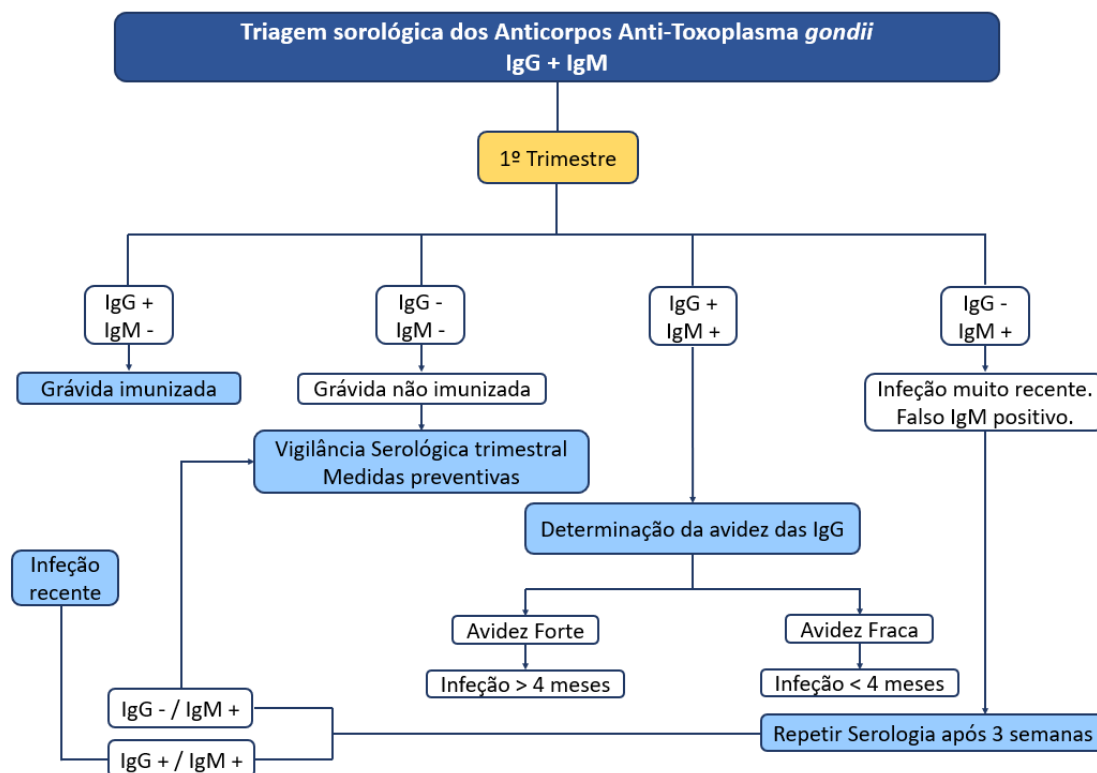 Triagem sorológica dos Anticorpos Anti-Toxoplasma gondii
IgG + IgM
1º Trimestre
IgG +
IgM -
IgG -
IgM -
IgG +
IgM +
IgG -
IgM +
Grávida imunizada
Grávida não imunizada
Infeção muito recente.
Falso IgM positivo.
Vigilância Serológica trimestral
Medidas preventivas
Determinação da avidez das IgG
Infeção
recente
Avidez Forte
Avidez Fraca
Infeção > 4 meses
Infeção < 4 meses
IgG - / IgM +
Repetir Serologia após 3 semanas
IgG + / IgM +